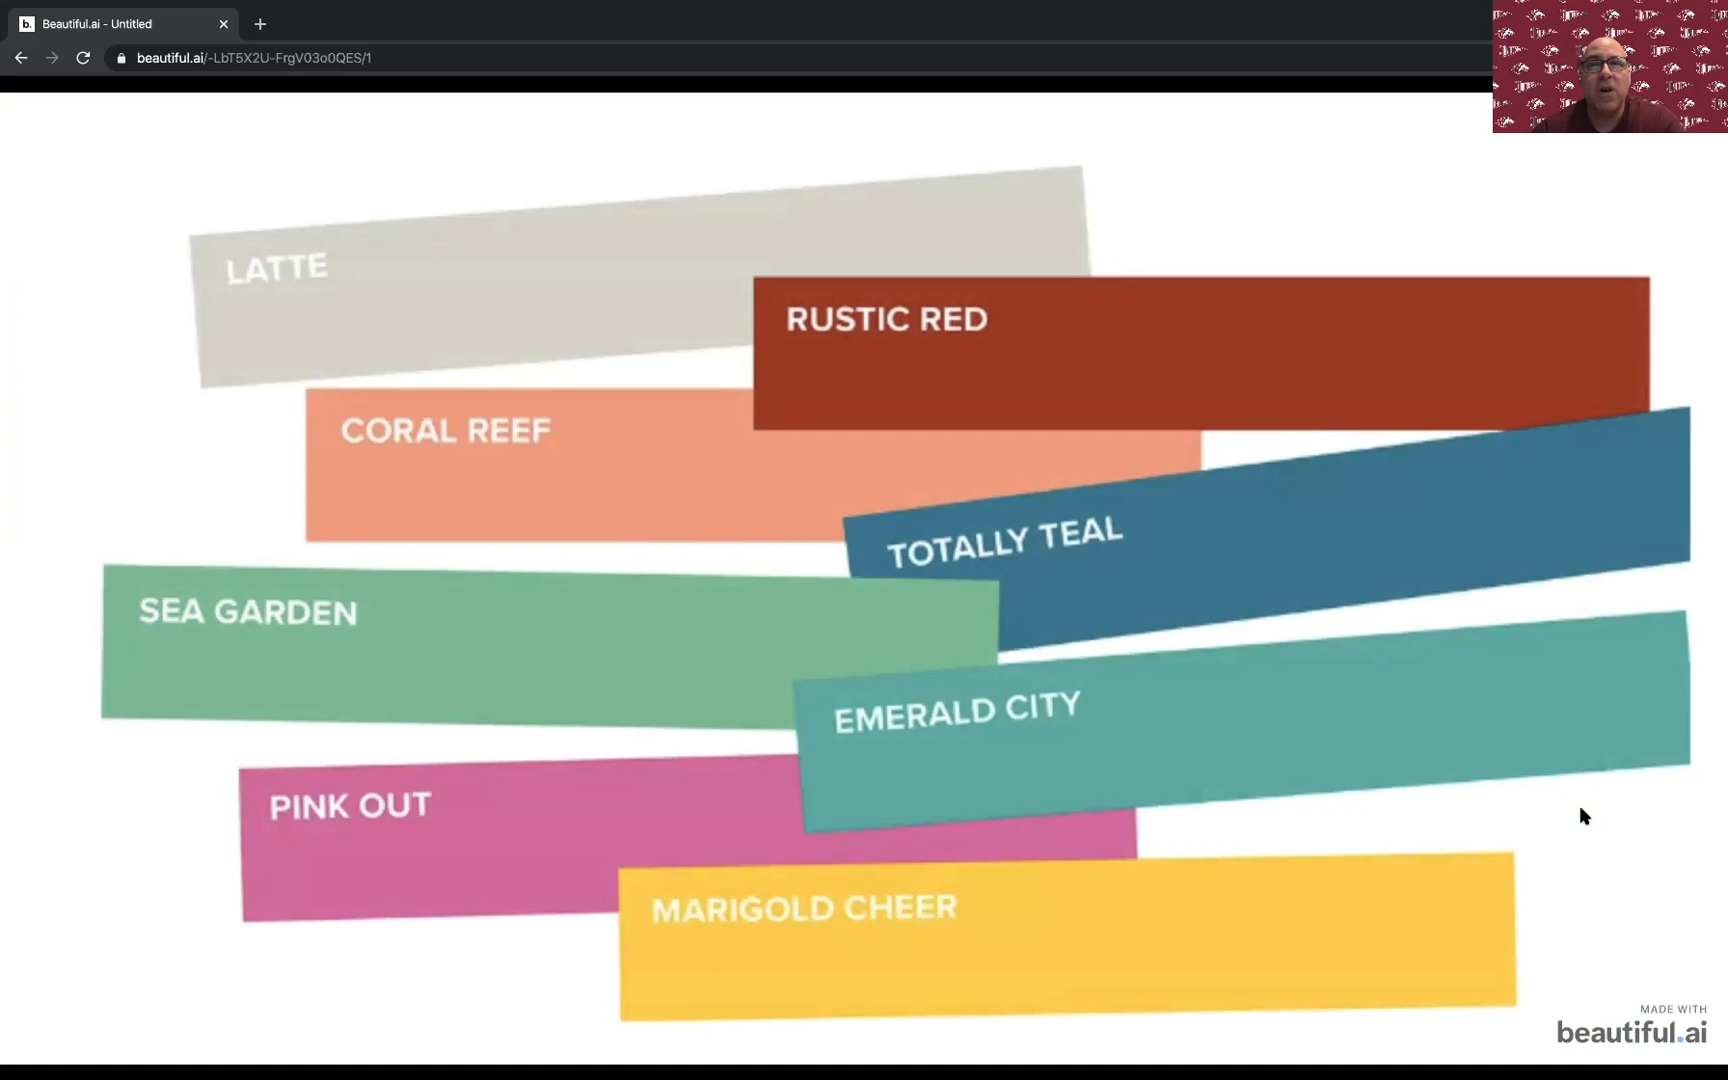 Beautiful.ai - Untitled
beautiful.ai/-LbT5X2U-FrgV03o0QES/1
LATTE
RUSTIC RED
CORAL REEF
TOTALLY TEAL
SEA GARDEN
EMERALD CITY
PINK OUT
MARIGOLD CHEER
MADE WITH
beautiful.ai